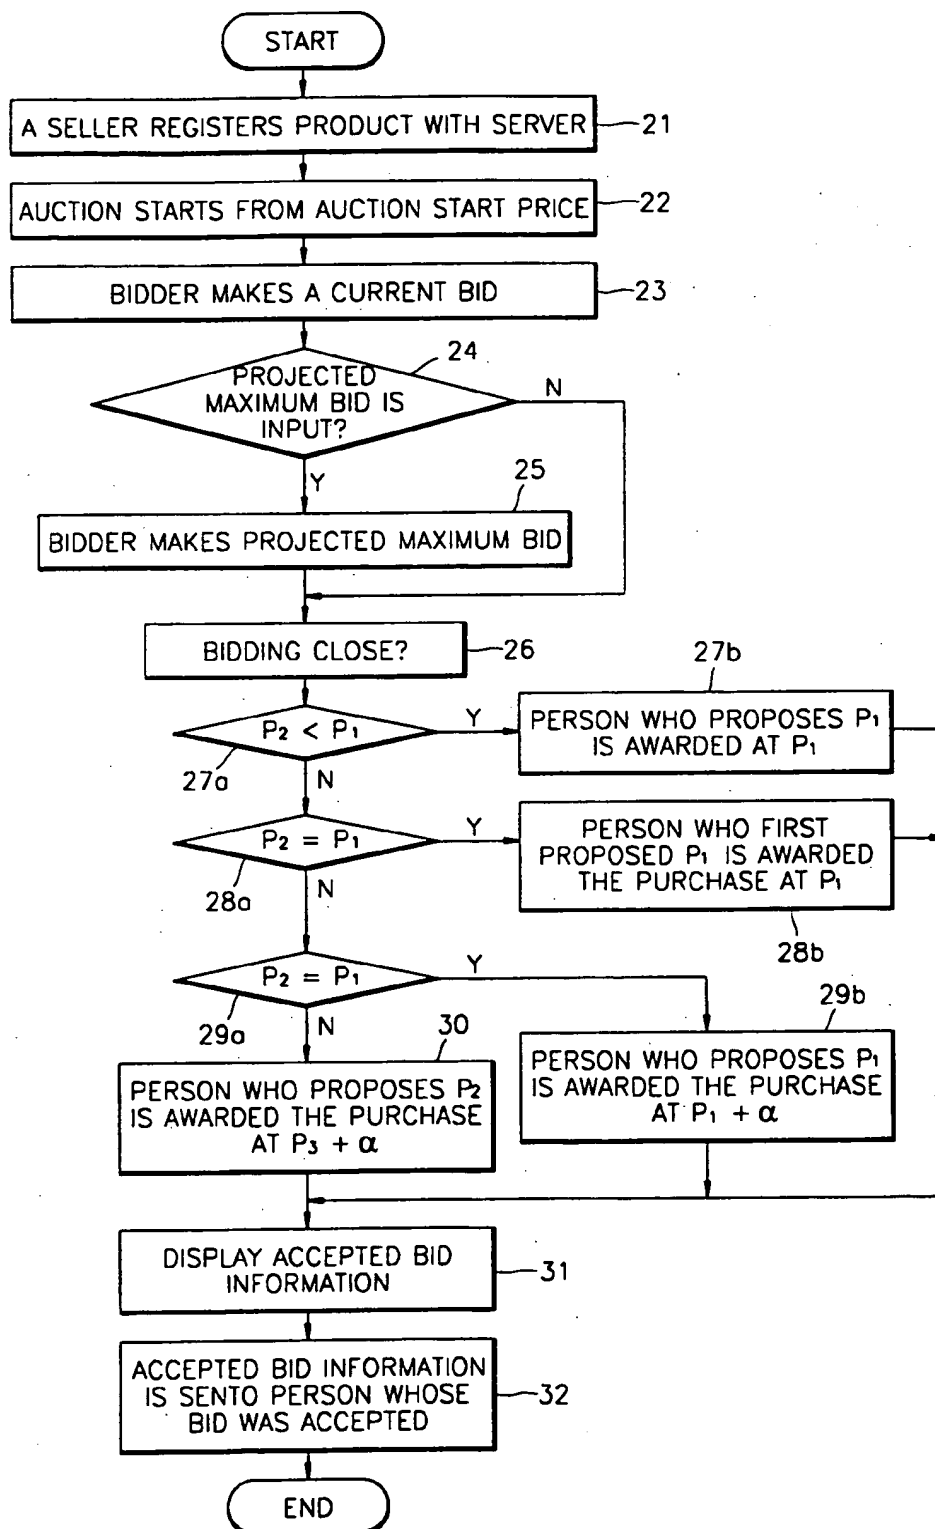 START
A SELLER REGISTERS PRODUCT WITH SERVER
21
AUCTION STARTS FROM AUCTION START PRICE
22
BIDDER MAKES A CURRENT BID
23
24
PROJECTED
MAXIMUM BID IS
INPUT?
N
Y
25
BIDDER MAKES PROJECTED MAXIMUM BID
BIDDING CLOSE?
26
27b
P₂ < P₁
Y
PERSON WHO PROPOSES P₁
IS AWARDED AT P₁
27a
N
P₂ = P₁
Y
PERSON WHO FIRST
PROPOSED P₁ IS AWARDED
THE PURCHASE AT P₁
28a
N
28b
P₂ = P₁
Y
29a
N
29b
30
PERSON WHO PROPOSES P₂
IS AWARDED THE PURCHASE
AT P₃ + α
PERSON WHO PROPOSES P₁
IS AWARDED THE PURCHASE
AT P₁ + α
DISPLAY ACCEPTED BID
INFORMATION
31
ACCEPTED BID INFORMATION
IS SENTO PERSON WHOSE
BID WAS ACCEPTED
32
END